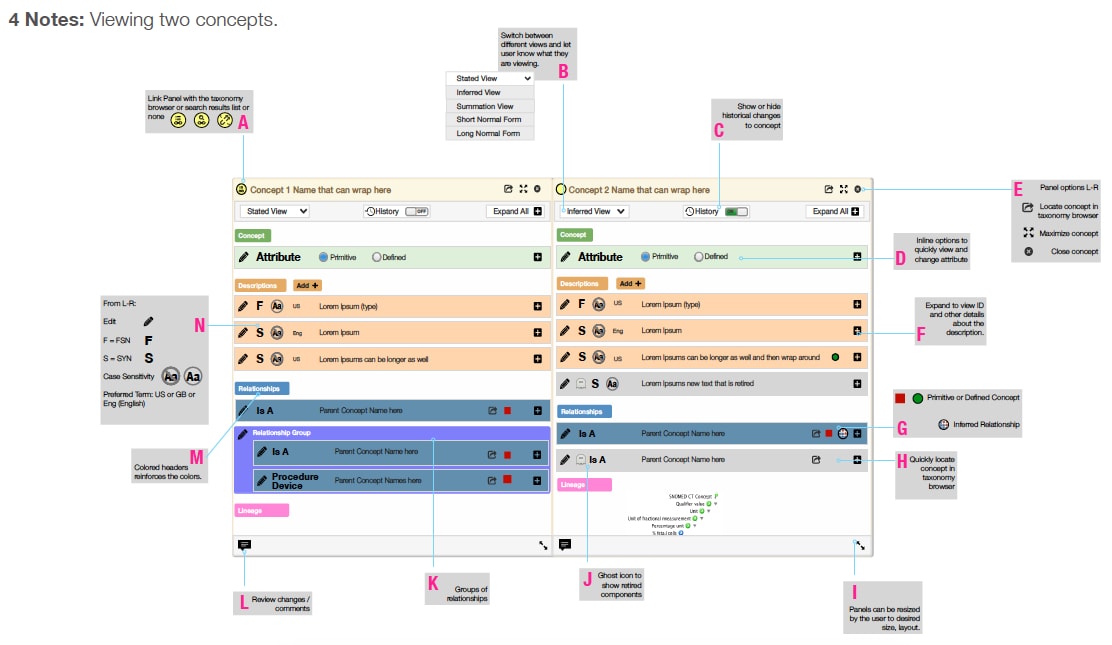 4 Notes: Viewing two concepts.
Switch between
different views and let
user know what they
are viewing.
B
Stated View
Inferred View
Summation View
Short Normal Form
Long Normal Form
Link Panel with the taxonomy
browser or search results list or
none
A
Show or hide
historical changes
to concept
C
Concept 1 Name that can wrap here
Stated View
History
OFF
Expand All
Concept
Attribute
Primitive
Defined
Descriptions
Add +
F Aa US Lorem Ipsum (type)
S Aa Eng Lorem Ipsum
S Aa US Lorem Ipsums can be longer as well
Relationships
Is A Parent Concept Name here
Relationship Group
Is A Parent Concept Name here
Procedure
Device
Parent Concept Names here
Lineage
Concept 2 Name that can wrap here
Inferred View
History
Expand All
Concept
Attribute
Primitive
Defined
Descriptions
Add +
F Aa US Lorem Ipsum (type)
S Aa Eng Lorem Ipsum
S Aa US Lorem Ipsums can be longer as well and then wrap around
S Aa Lorem Ipsums new text that is retired
Relationships
Is A Parent Concept Name here
Is A Parent Concept Name here
Lineage
SNOMED CT Concept
Qualifier value
Unit
Unit of fractional measurement
Percentage unit
E
Panel options L-R
Locate concept in
taxonomy browser
Maximize concept
Close concept
D
Inline options to
quickly view and
change attribute
F
Expand to view ID
and other details
about the
description.
G
Primitive or Defined Concept
Inferred Relationship
H
Quickly locate
concept in
taxonomy
browser
From L-R:
N
Edit
F = FSN F
S = SYN S
Case Sensitivity Aa Aa
Preferred Term: US or GB or
Eng (English)
M
Colored headers
reinforces the colors.
L
Review changes /
comments
K
Groups of
relationships
J
Ghost icon to
show retired
components
I
Panels can be resized
by the user to desired
size, layout.